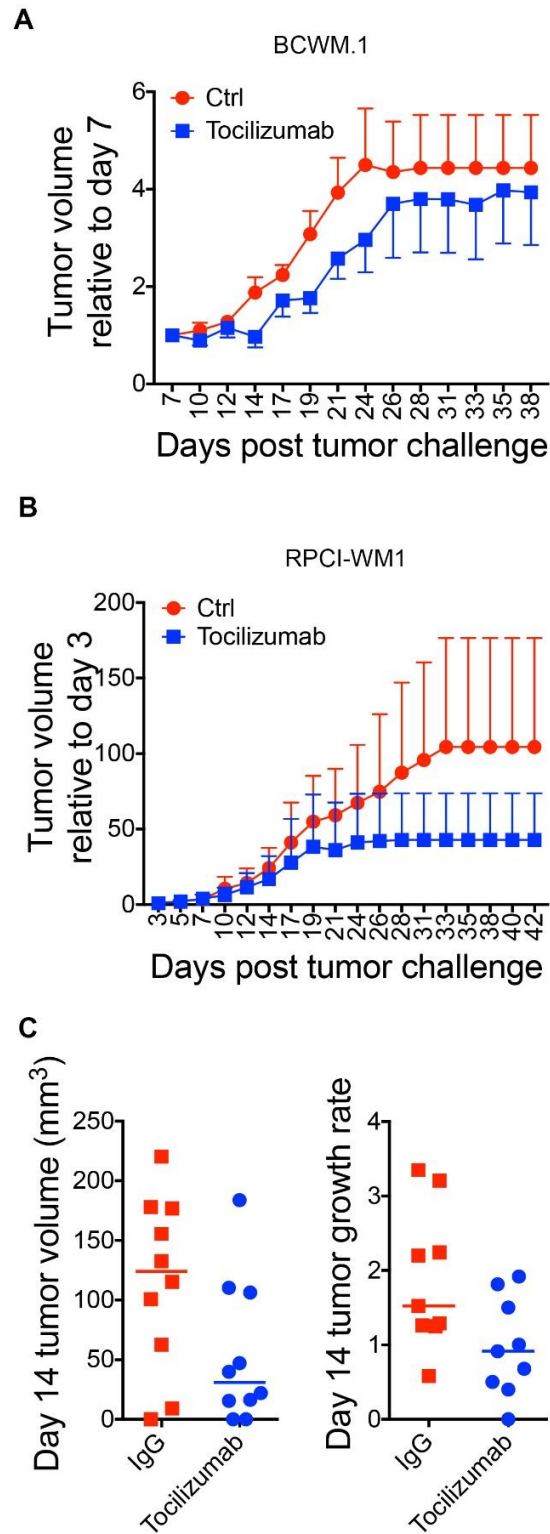 A
BCWM.1
Ctrl
Tocilizumab
Tumor volume
relative to day 7
6
4
2
0
7 10 12 14 17 19 21 24 26 28 31 33 35 38
Days post tumor challenge
B
RPCI-WM1
Ctrl
Tocilizumab
Tumor volume
relative to day 3
200
150
100
50
0
3 5 7 10 12 14 17 19 21 24 26 28 31 33 35 38 40 42
Days post tumor challenge
C
Day 14 tumor volume (mm³)
250
200
150
100
50
0
IgG
Tocilizumab
Day 14 tumor growth rate
4
3
2
1
0
IgG
Tocilizumab